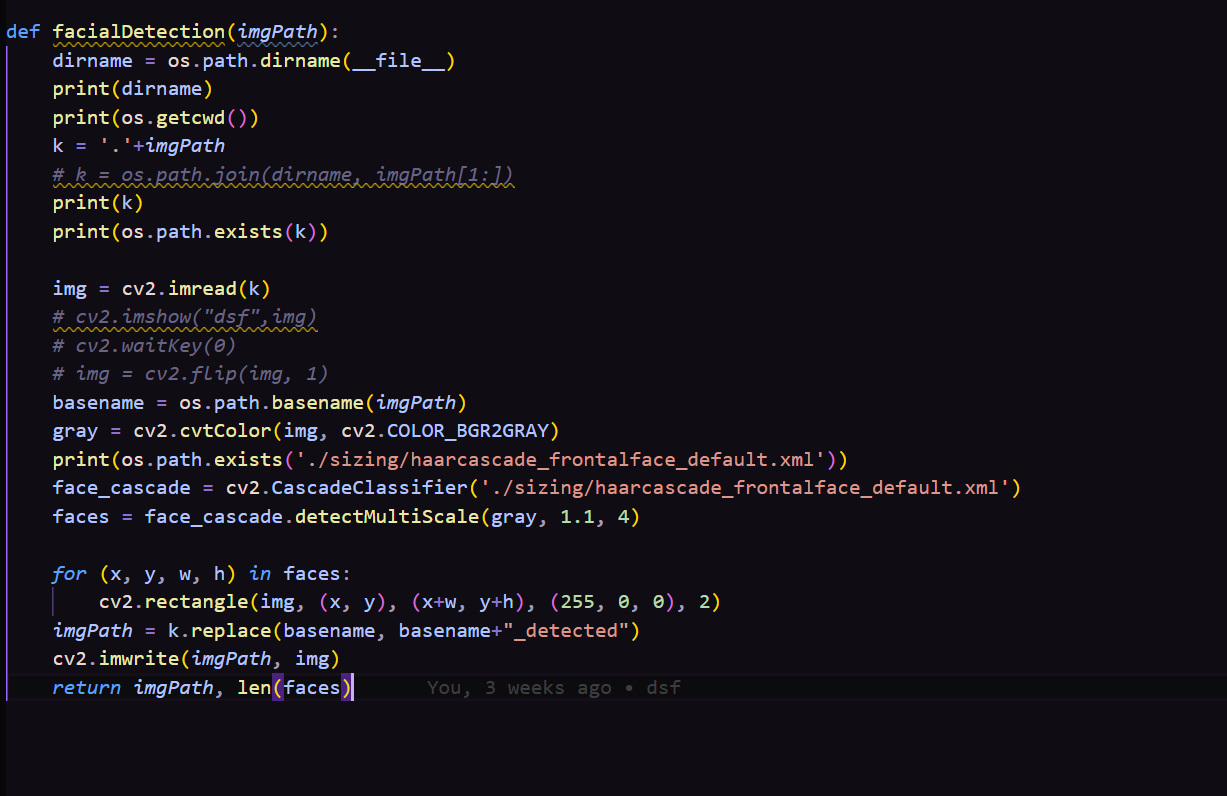 def facialDetection(imgPath):
    dirname = os.path.dirname(__file__)
    print(dirname)
    print(os.getcwd())
    k = '.'+imgPath
    # k = os.path.join(dirname, imgPath[1:])
    print(k)
    print(os.path.exists(k))

    img = cv2.imread(k)
    # cv2.imshow("dsf",img)
    # cv2.waitKey(0)
    # img = cv2.flip(img, 1)
    basename = os.path.basename(imgPath)
    gray = cv2.cvtColor(img, cv2.COLOR_BGR2GRAY)
    print(os.path.exists('./sizing/haarcascade_frontalface_default.xml'))
    face_cascade = cv2.CascadeClassifier('./sizing/haarcascade_frontalface_default.xml')
    faces = face_cascade.detectMultiScale(gray, 1.1, 4)

    for (x, y, w, h) in faces:
        cv2.rectangle(img, (x, y), (x+w, y+h), (255, 0, 0), 2)
    imgPath = k.replace(basename, basename+"_detected")
    cv2.imwrite(imgPath, img)
    return imgPath, len(faces)      You, 3 weeks ago • dsf